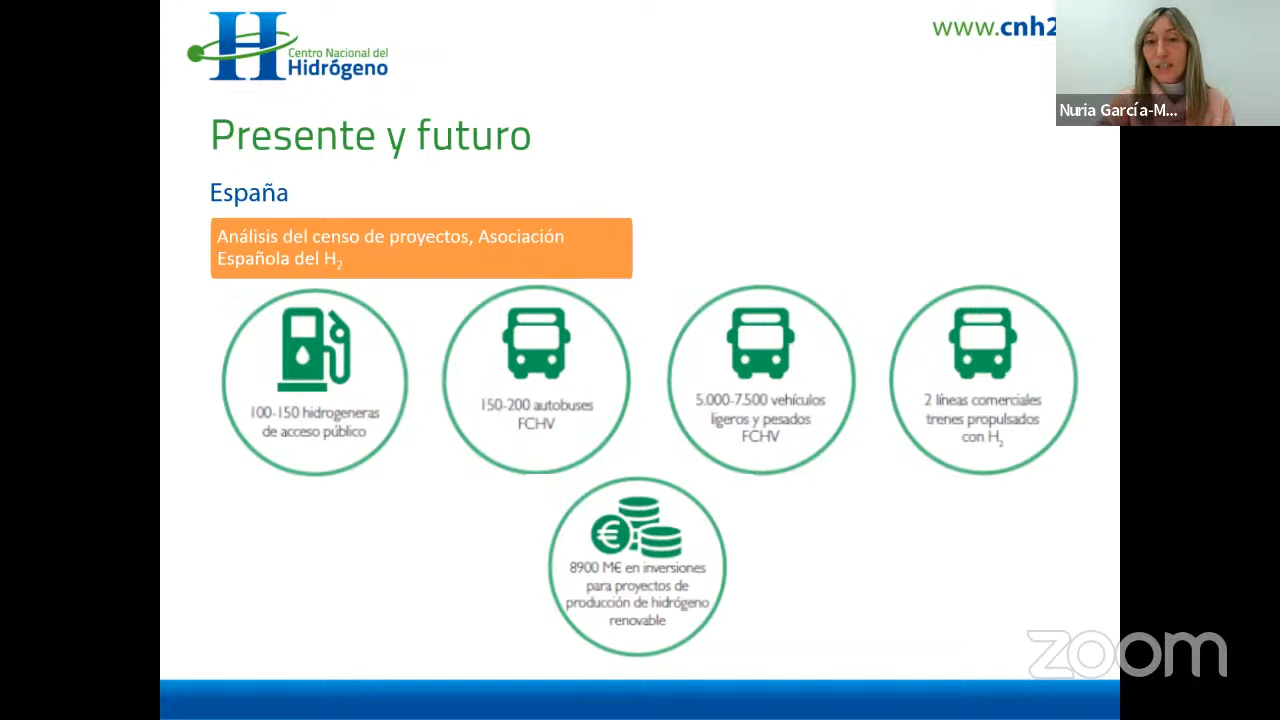 Centro Nacional del
Hidrógeno
www.cnh2
Nuria García-M...
Presente y futuro
España
Análisis del censo de proyectos, Asociación
Española del H2
100-150 hidrogeneras
de acceso público
150-200 autobuses
FCHV
5.000-7.500 vehículos
ligeros y pesados
FCHV
2 líneas comerciales
trenes propulsados
con H2
8900 M€ en inversiones
para proyectos de
producción de hidrógeno
renovable
zoom